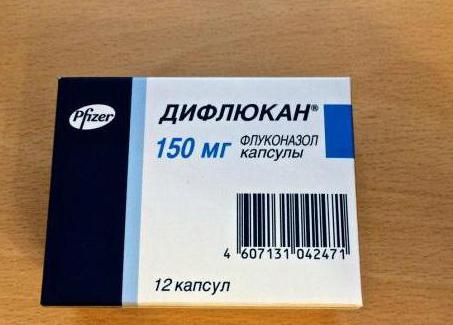 Pfizer
ДИФЛЮКАН®
150 мг
ФЛУКОНАЗОЛ
капсулы
4 607131 042471
12 капсул